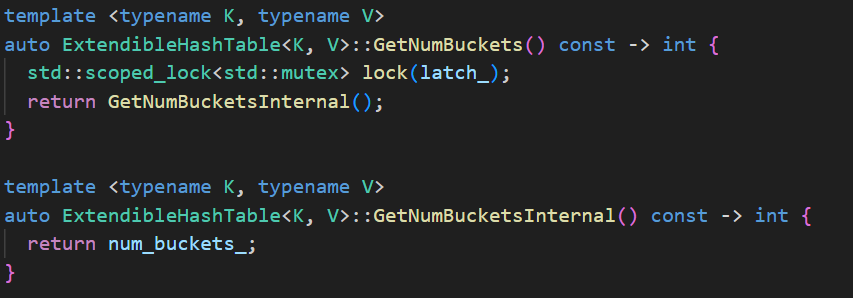 template <typename K, typename V>
auto ExtendibleHashTable<K, V>::GetNumBuckets() const -> int {
  std::scoped_lock<std::mutex> lock(latch_);
  return GetNumBucketsInternal();
}

template <typename K, typename V>
auto ExtendibleHashTable<K, V>::GetNumBucketsInternal() const -> int {
  return num_buckets_;
}